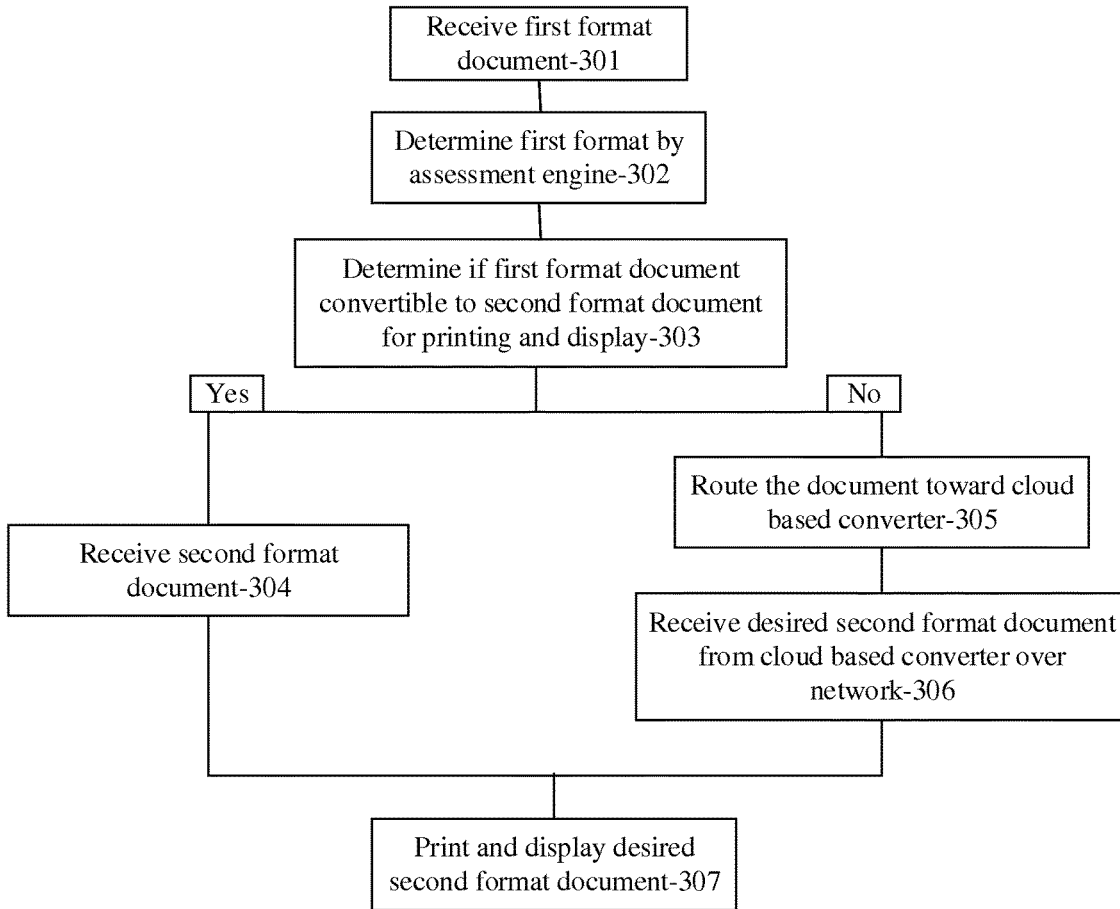 Receive first format
document-301
Determine first format by
assessment engine-302
Determine if first format document
convertible to second format document
for printing and display-303
Yes
No
Receive second format
document-304
Route the document toward cloud
based converter-305
Receive desired second format document
from cloud based converter over
network-306
Print and display desired
second format document-307